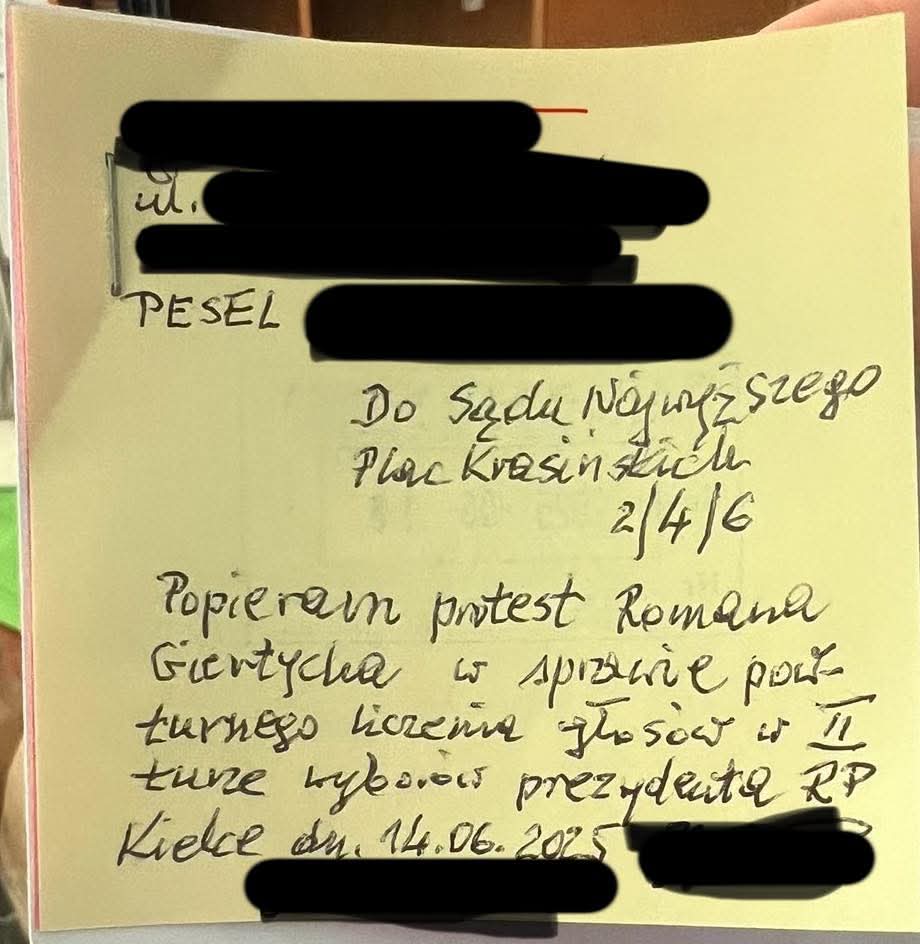 ul.
PESEL
Do Sądu Najwyższego
Plac Krasińskich
2/4/6
Popieram protest Romana
Giertycha w sprawie pow-
turnego liczenia głosów w II
turze wyborów prezydenta RP
Kielce dn. 14.06.2025